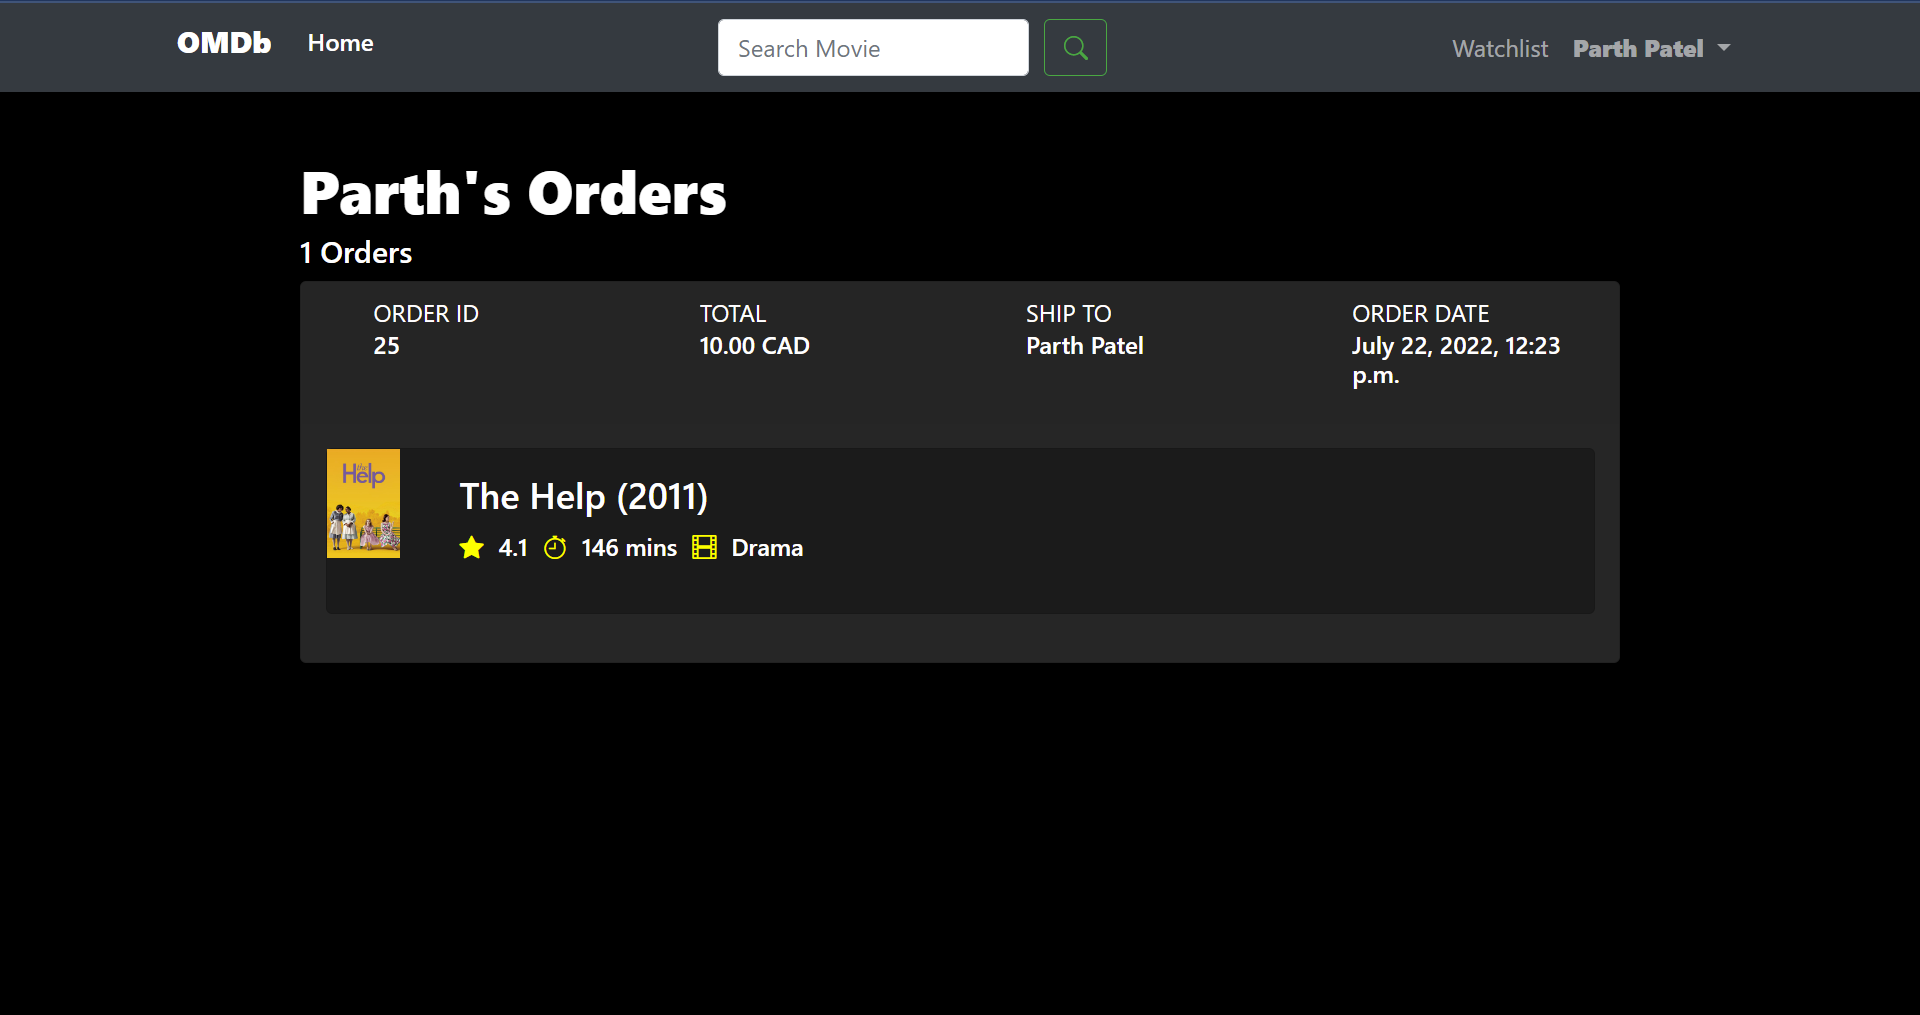 OMDb Home Search Movie Watchlist Parth Patel
Parth's Orders
1 Orders
ORDER ID TOTAL SHIP TO ORDER DATE
25 10.00 CAD Parth Patel July 22, 2022, 12:23
p.m.
the
Help
The Help (2011)
4.1 146 mins Drama